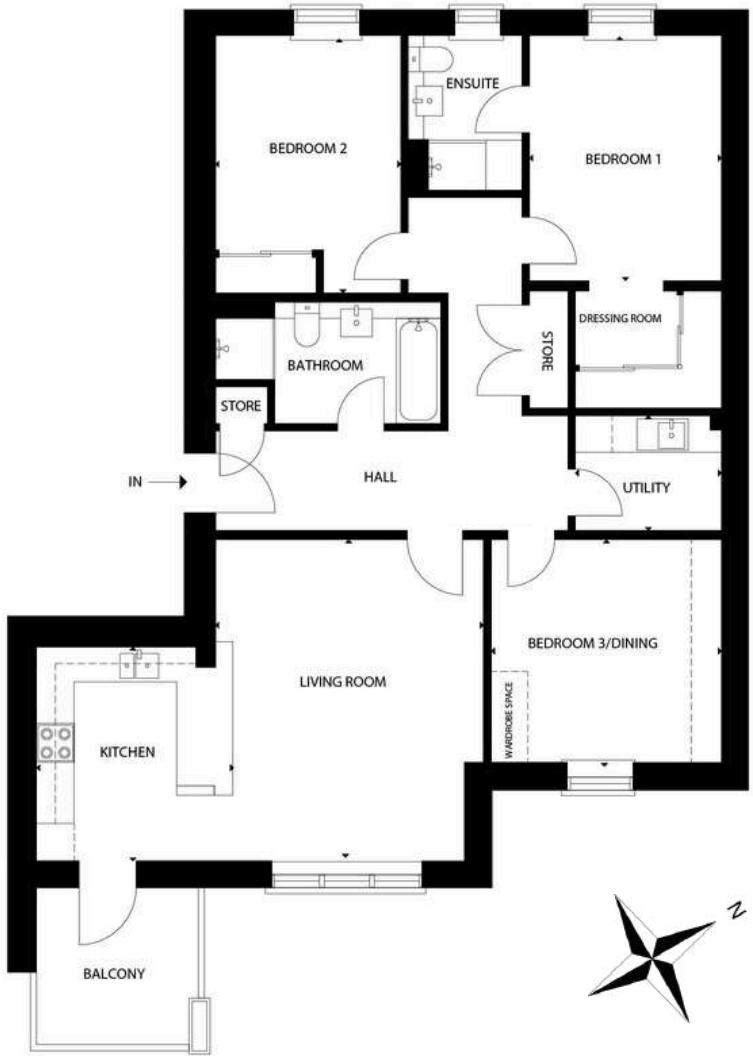 ENSUITE
BEDROOM 2
BEDROOM 1
DRESSING ROOM
STORE
BATHROOM
STORE
IN
HALL
UTILITY
BEDROOM 3/DINING
LIVING ROOM
WARDROBE SPACE
KITCHEN
N
BALCONY